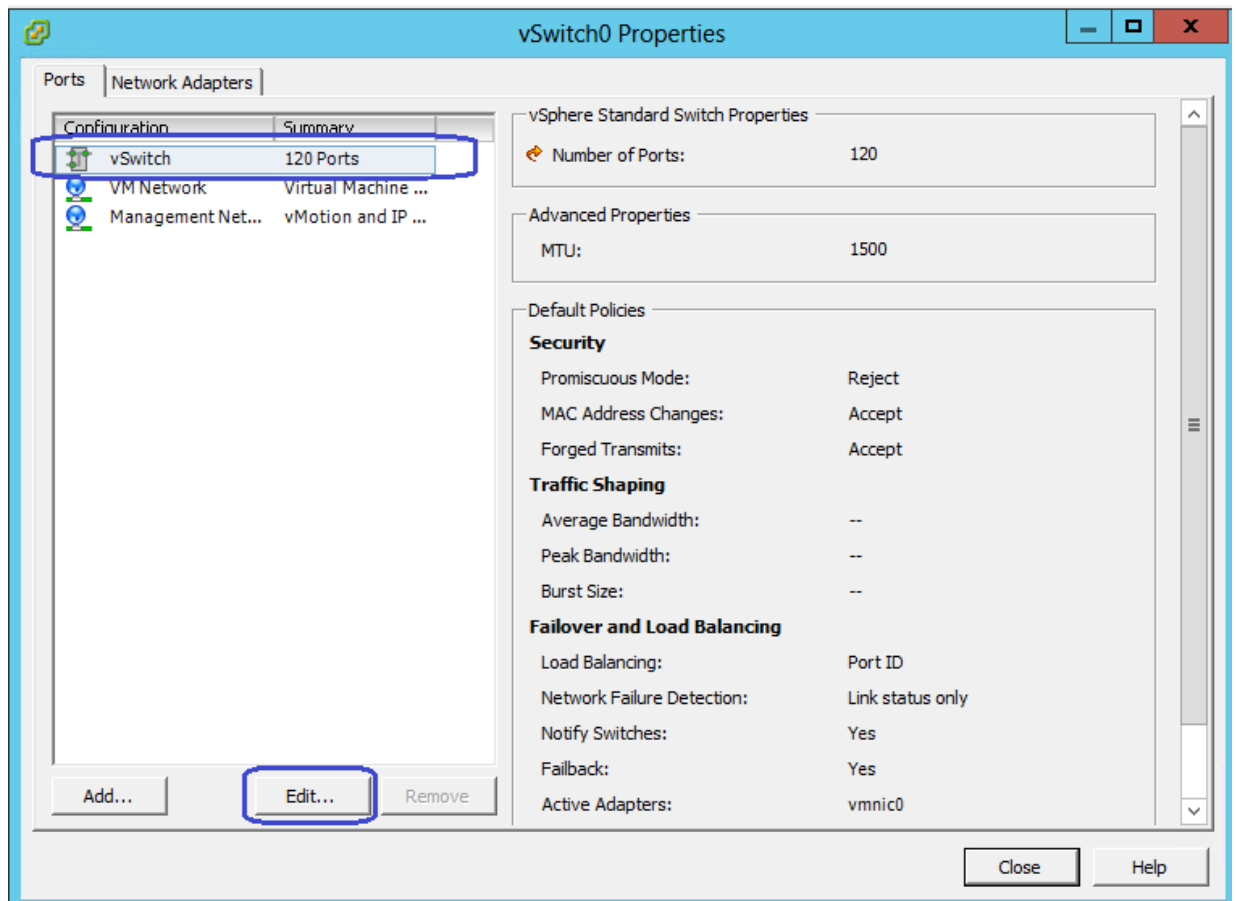 vSwitch0 Properties
Ports Network Adapters
Configuration Summary
vSwitch 120 Ports
VM Network Virtual Machine ...
Management Net... vMotion and IP ...
Add... Edit... Remove
vSphere Standard Switch Properties
Number of Ports: 120
Advanced Properties
MTU: 1500
Default Policies
Security
Promiscuous Mode: Reject
MAC Address Changes: Accept
Forged Transmits: Accept
Traffic Shaping
Average Bandwidth: --
Peak Bandwidth: --
Burst Size: --
Failover and Load Balancing
Load Balancing: Port ID
Network Failure Detection: Link status only
Notify Switches: Yes
Failback: Yes
Active Adapters: vmnic0
Close Help